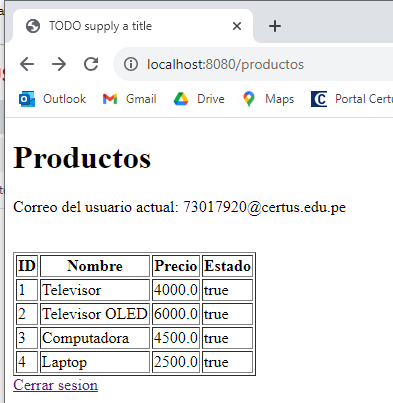 TODO supply a title
localhost:8080/productos
Outlook Gmail Drive Maps Portal Cert
Productos
Correo del usuario actual: 73017920@certus.edu.pe
ID Nombre Precio Estado
1 Televisor 4000.0 true
2 Televisor OLED 6000.0 true
3 Computadora 4500.0 true
4 Laptop 2500.0 true
Cerrar sesion